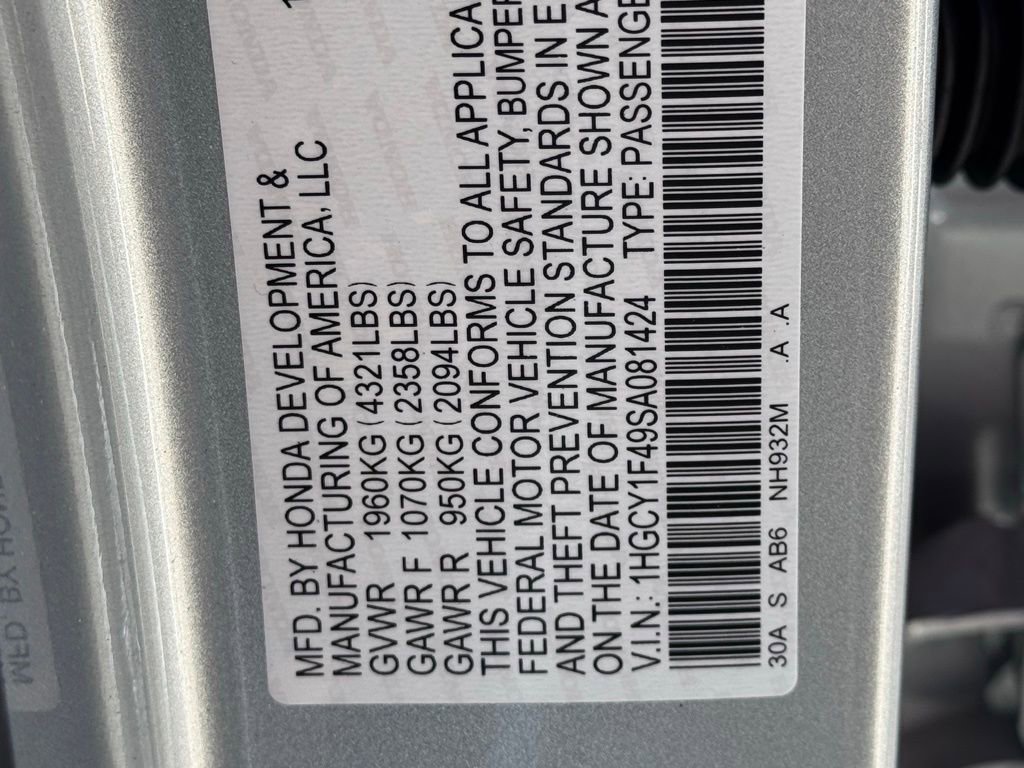 MFD. BY HONDA DEVELOPMENT &
MANUFACTURING OF AMERICA, LLC
GVWR 1960KG (4321LBS)
GAWR F 1070KG (2358LBS)
GAWR R 950KG (2094LBS)
THIS VEHICLE CONFORMS TO ALL APPLICA
FEDERAL MOTOR VEHICLE SAFETY, BUMPER
AND THEFT PREVENTION STANDARDS IN E
ON THE DATE OF MANUFACTURE SHOWN A
V.I.N.: 1HGCY1F49SA081424 TYPE: PASSENGE
30A S AB6 NH932M .A .A